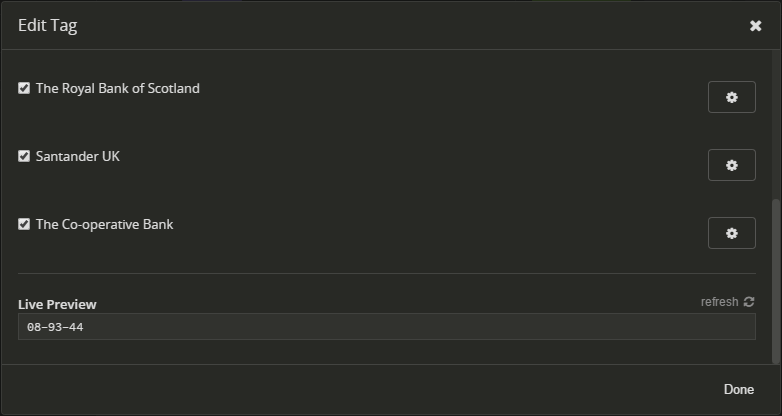 Edit Tag
The Royal Bank of Scotland
Santander UK
The Co-operative Bank
Live Preview
refresh
08-93-44
Done